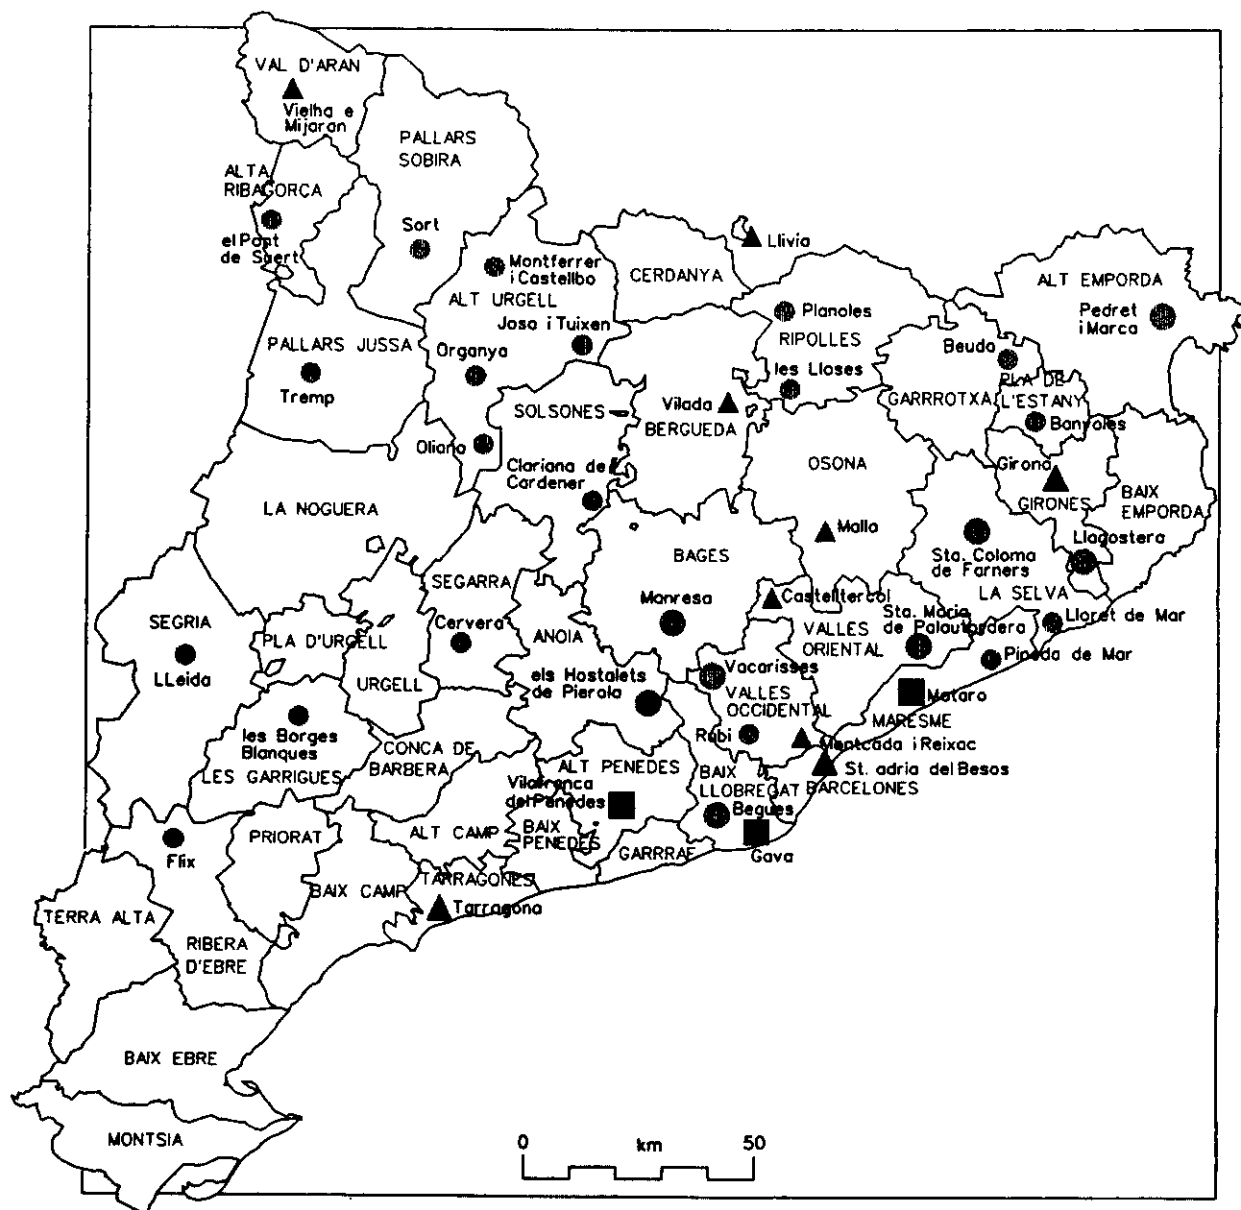 VAL D'ARAN
Vielha e
Mijaran
PALLARS
SOBIRA
ALTA
RIBAGORCA
el Pont
de Suert
Sort
Montferrer
i Castellbo
ALT URGELL
Josa i Tuixen
CERDANYA
Llivia
ALT EMPORDA
Pedret
i Marca
Planoles
RIPOLLES
les Lloses
Beuda
PLA DE
L'ESTANY
Banyoles
GARRROTXA
PALLARS JUSSA
Tremp
Organya
SOLSONES
Vilada
BERGUEDA
Oliana
Clariana de
Cardener
OSONA
Girona
GIRONES
BAIX
EMPORDA
LA NOGUERA
Malla
Llagostera
Sta. Coloma
de Farners
LA SELVA
BAGES
SEGARRA
Manresa
Castelltercol
Sta. Maria
de Palautordera
Lloret de Mar
Pineda de Mar
SEGRIA
LLeida
PLA D'URGELL
Cervera
ANOIA
VALLES
ORIENTAL
URGELL
els Hostalets
de Pierola
Vacarisses
VALLES
OCCIDENTAL
Mataro
MARESME
les Borges
Blanques
LES GARRIGUES
CONCA DE
BARBERA
Rubi
Montcada i Reixac
St. adria del Besos
BARCELONES
ALT PENEDES
Vilafranca
del Penedes
BAIX
LLOBREGAT
Begues
Gava
PRIORAT
ALT CAMP
BAIX
PENEDES
GARRRAF
Flix
BAIX CAMP
TARRAGONES
Tarragona
TERRA ALTA
RIBERA
D'EBRE
BAIX EBRE
MONTSIA
0 km 50